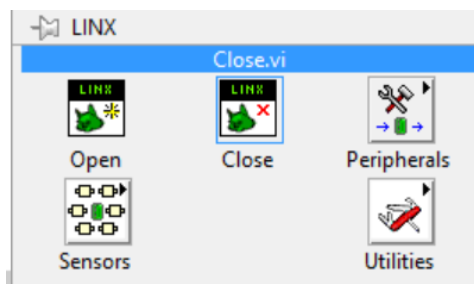 LINX
Close.vi
LINX LINX
Open Close Peripherals
Sensors Utilities